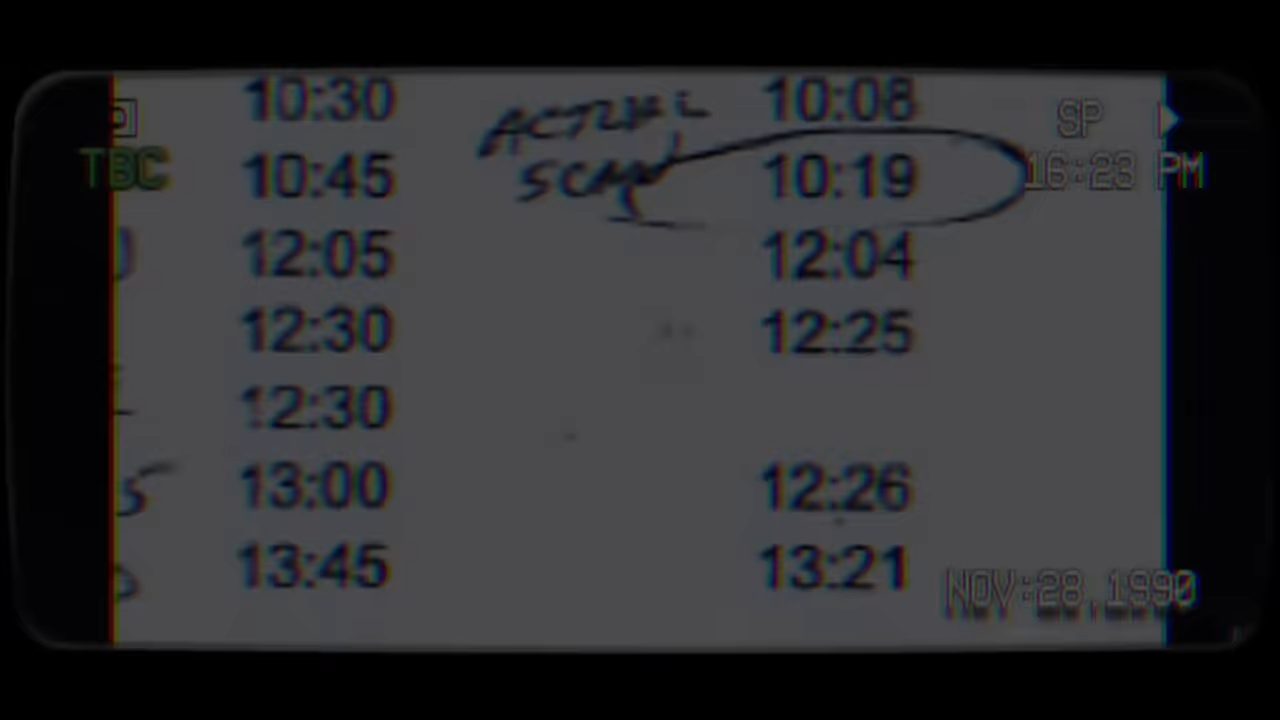 10:30 10:08
ACTUAL SP
TBC 10:45 SCAN 10:19 16:23 PM
12:05 12:04
12:30 12:25
12:30
13:00 12:26
13:45 13:21
NOV:28.1990